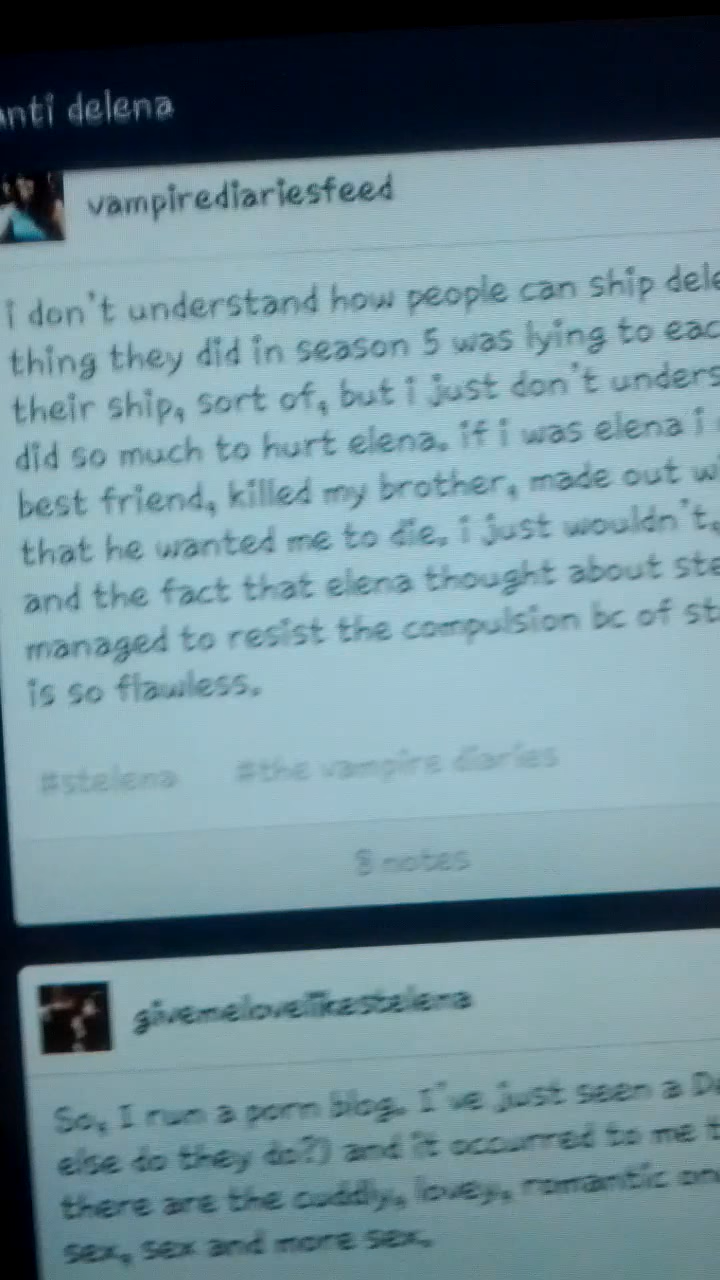 anti delena
vampirediariesfeed
i don't understand how people can ship dele
thing they did in season 5 was lying to eac
their ship, sort of, but i just don't unders
did so much to hurt elena. if i was elena i
best friend, killed my brother, made out wi
that he wanted me to die. i just wouldn't.
and the fact that elena thought about ste
managed to resist the compulsion bc of st
is so flawless.
#stelena #the vampire diaries
8 notes
givemelovelikestelena
So, I run a porn blog. I've just seen a De
else do they do?) and it occurred to me t
there are the cuddly, lovey, romantic on
sex, sex and more sex.